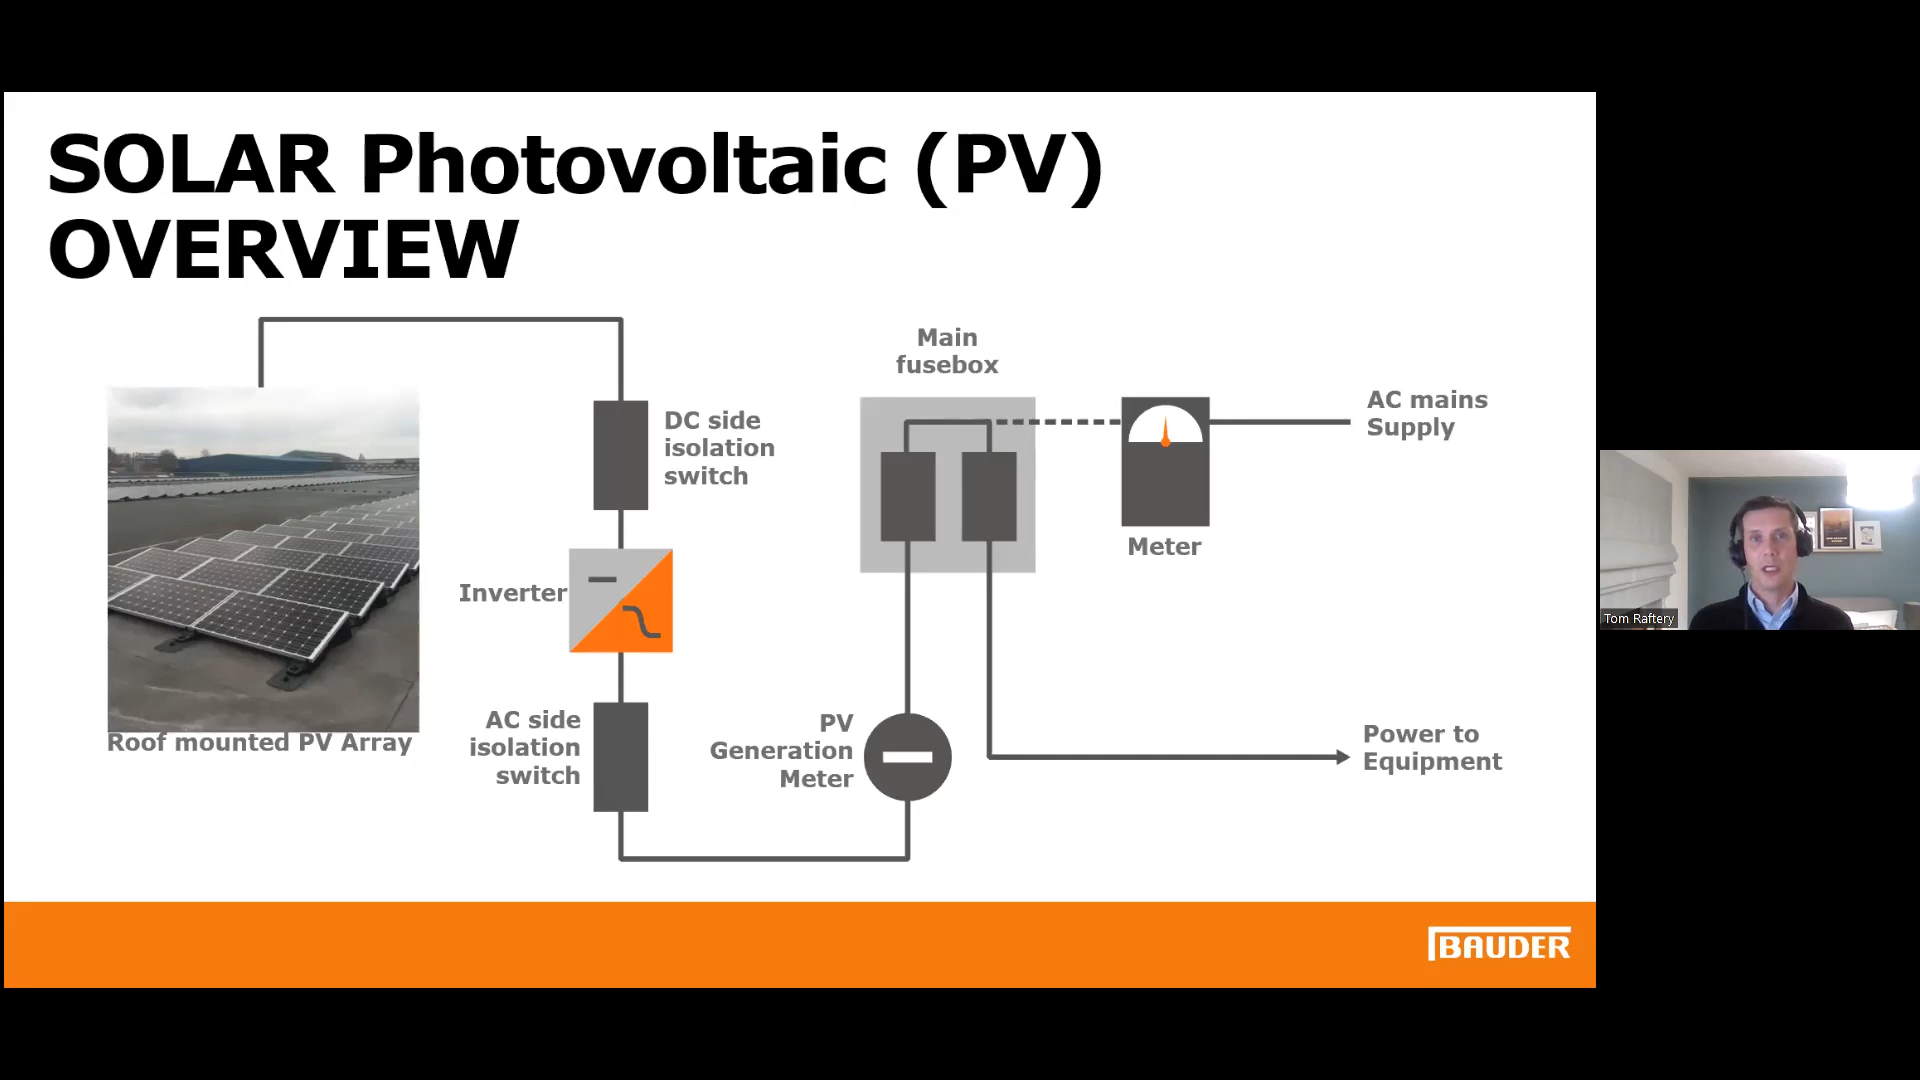 SOLAR Photovoltaic (PV)
OVERVIEW
Main
fusebox
DC side
isolation
switch
AC mains
Supply
Meter
Inverter
AC side
isolation
switch
PV
Generation
Meter
Power to
Equipment
Roof mounted PV Array
BAUDER
Tom Raftery